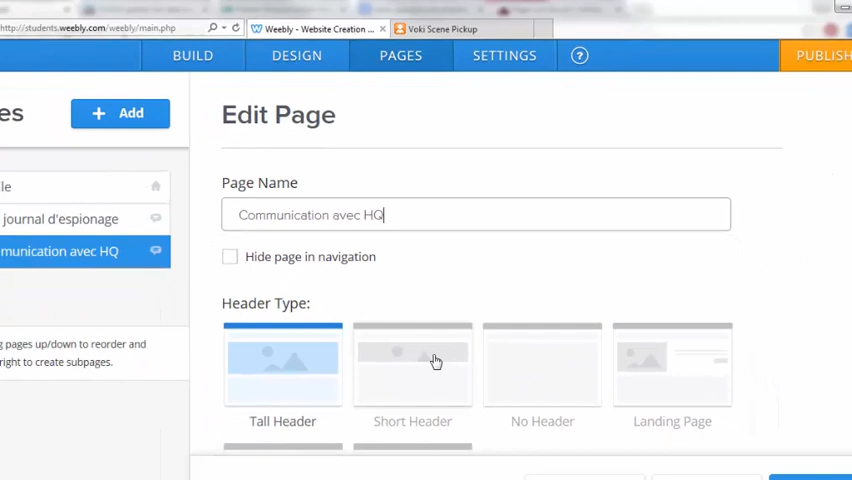 http://students.weebly.com/weebly/main.php
Weebly - Website Creation ...
Voki Scene Pickup
BUILD
DESIGN
PAGES
SETTINGS
?
PUBLISH
es
+ Add
Edit Page
Page Name
le
Communication avec HQ
journal d'espionage
munication avec HQ
Hide page in navigation
Header Type:
g pages up/down to reorder and
right to create subpages.
Tall Header
Short Header
No Header
Landing Page